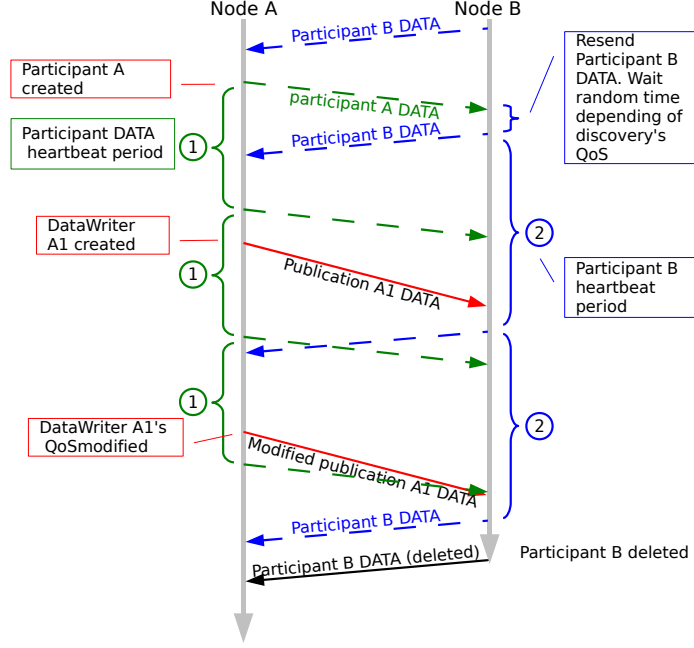 Node A
Node B
Participant B DATA
Resend
Participant B
DATA. Wait
random time
depending of
discovery's
QoS
Participant A
created
participant A DATA
Participant DATA
heartbeat period
1
Participant B DATA
DataWriter
A1 created
2
1
Publication A1 DATA
Participant B
heartbeat
period
1
2
DataWriter A1's
QoSmodified
Modified publication A1 DATA
Participant B DATA
Participant B DATA (deleted)
Participant B deleted